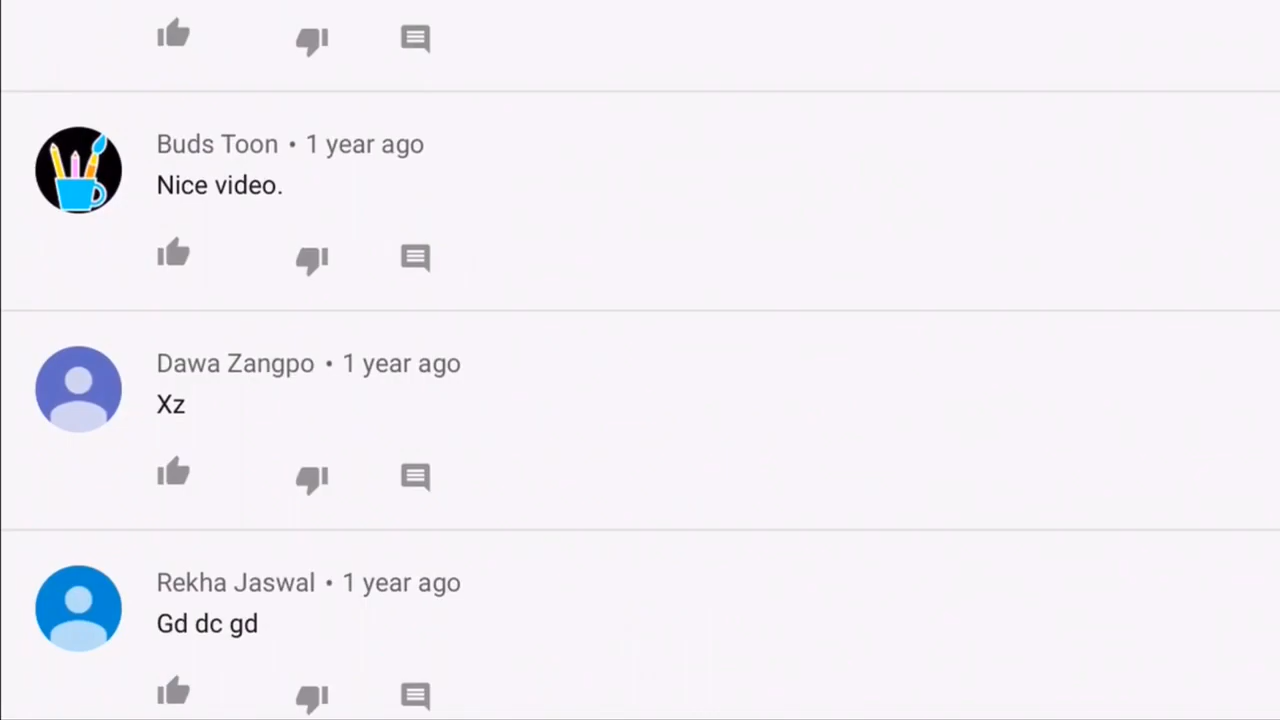 Buds Toon • 1 year ago
Nice video.
Dawa Zangpo • 1 year ago
Xz
Rekha Jaswal • 1 year ago
Gd dc gd